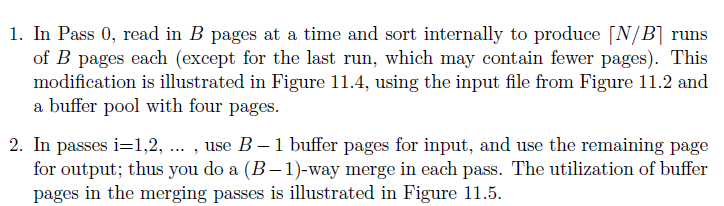 1. In Pass 0, read in B pages at a time and sort internally to produce ⌈N/B⌉ runs
of B pages each (except for the last run, which may contain fewer pages). This
modification is illustrated in Figure 11.4, using the input file from Figure 11.2 and
a buffer pool with four pages.
2. In passes i=1,2, ... , use B − 1 buffer pages for input, and use the remaining page
for output; thus you do a (B−1)-way merge in each pass. The utilization of buffer
pages in the merging passes is illustrated in Figure 11.5.